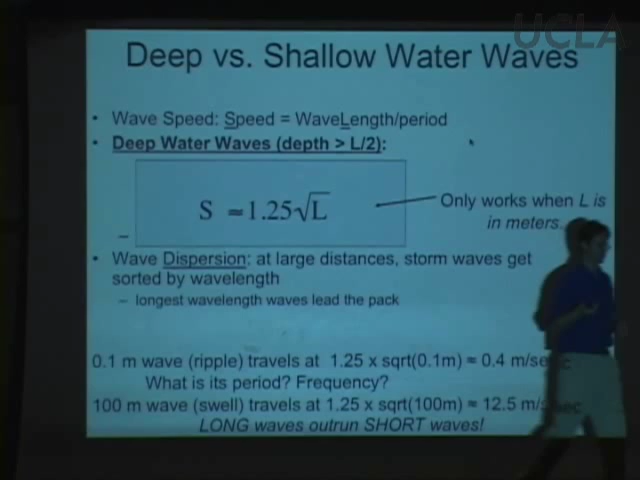 UCLA
Deep vs. Shallow Water Waves
• Wave Speed: Speed = WaveLength/period
• Deep Water Waves (depth > L/2):
S ≈1.25√L
Only works when L is
in meters.
–
• Wave Dispersion: at large distances, storm waves get
sorted by wavelength
– longest wavelength waves lead the pack
0.1 m wave (ripple) travels at 1.25 x sqrt(0.1m) ≈ 0.4 m/sec
What is its period? Frequency?
100 m wave (swell) travels at 1.25 x sqrt(100m) ≈ 12.5 m/sec
LONG waves outrun SHORT waves!